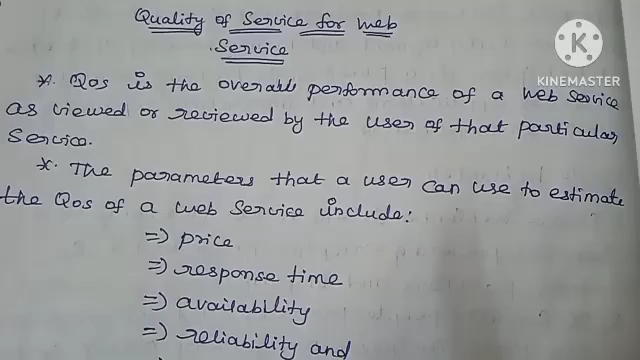 Quality of Service for Web
Service
*. QoS is the overall performance of a web service
as viewed or reviewed by the user of that particular
Service.
*. The parameters that a user can use to estimate
the QoS of a web Service include:
=) price
=) response time
=) availability
=) reliability and
KINEMASTER